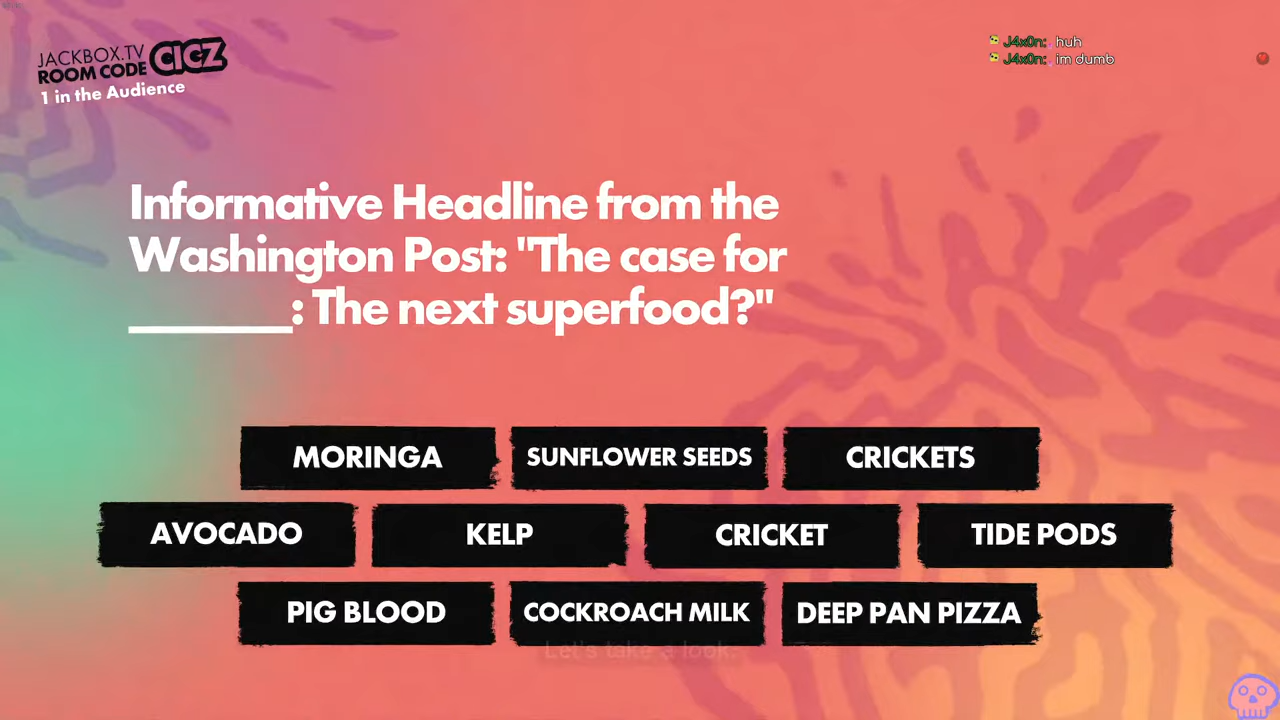 JACKBOX.TV
ROOM CODE CICZ
1 in the Audience
J4x0n: huh
J4x0n: im dumb
Informative Headline from the
Washington Post: "The case for
______: The next superfood?"
MORINGA SUNFLOWER SEEDS CRICKETS
AVOCADO KELP CRICKET TIDE PODS
PIG BLOOD COCKROACH MILK DEEP PAN PIZZA
Let's take a look.